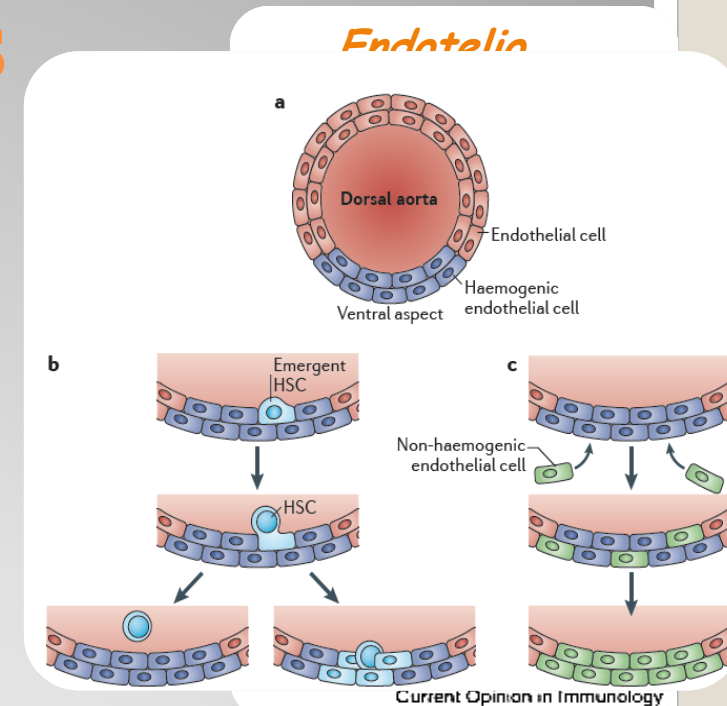 Endotelio
a
Dorsal aorta
Endothelial cell
Haemogenic
endothelial cell
Ventral aspect
b
Emergent
HSC
HSC
c
Non-haemogenic
endothelial cell
Current Opinion in Immunology